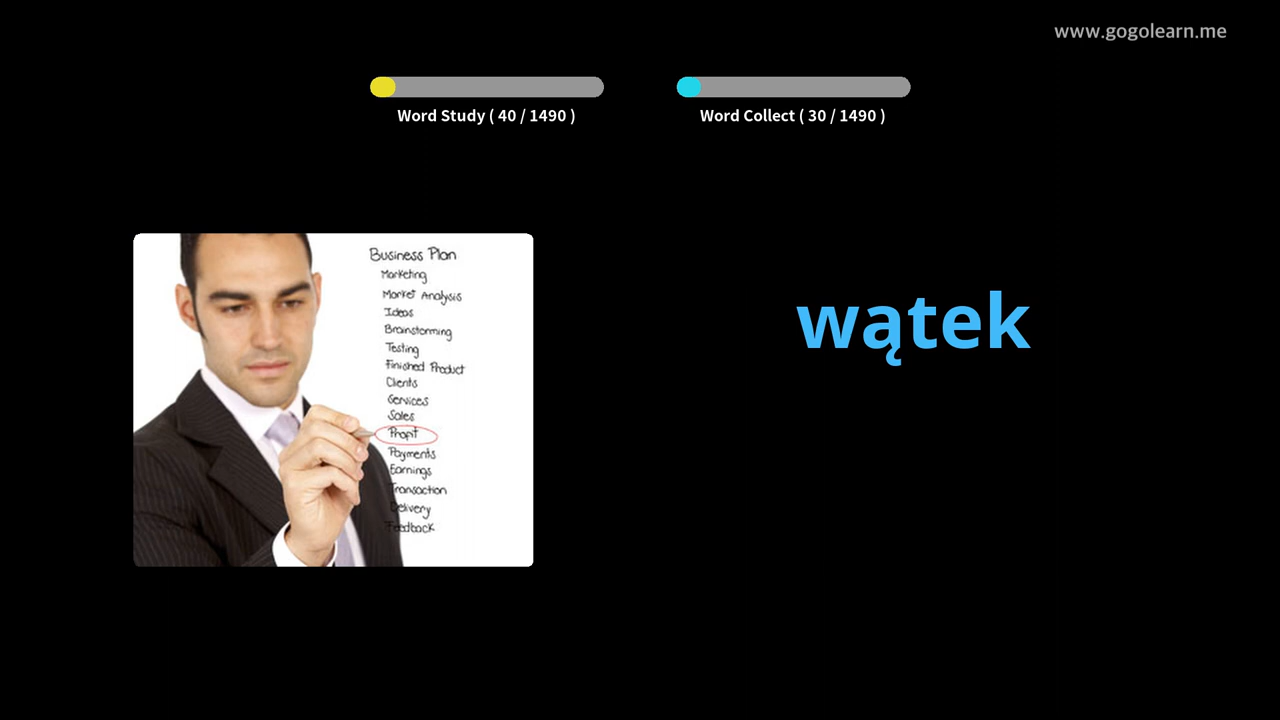 www.gogolearn.me
Word Study ( 40 / 1490 )
Word Collect ( 30 / 1490 )
Business Plan
Marketing
Market Analysis
Ideas
Brainstorming
Testing
Finished Product
Clients
Services
Sales
Profit
Payments
Earnings
Transaction
Delivery
Feedback
wątek